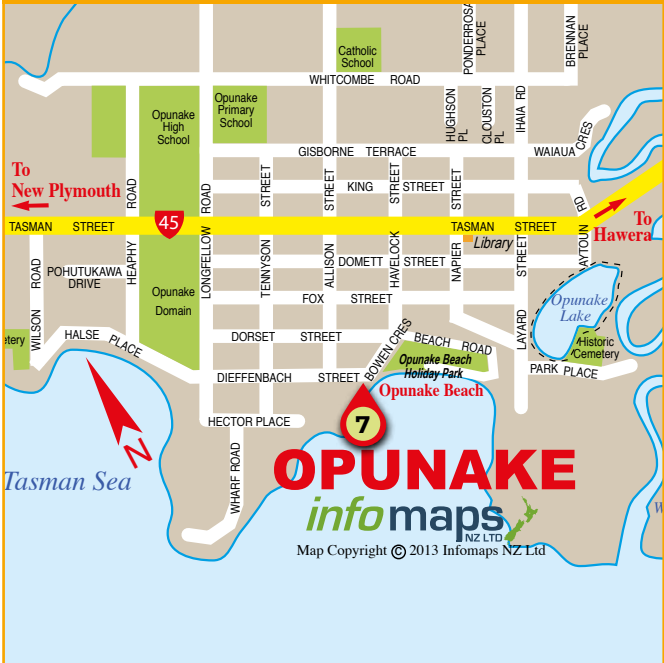 PONDERROSA
PLACE
BRENNAN
PLACE
Catholic
School
WHITCOMBE ROAD
Opunake
Primary
School
Opunake
High
School
HUGHSON
PL
CLOUSTON
PL
IHAIA RD
GISBORNE TERRACE
WAIAUA CRES
To
New Plymouth
ROAD
ROAD
STREET
STREET
KING STREET
STREET
STREET
RD
To
Hawera
TASMAN STREET
45
TASMAN STREET
Library
WILSON ROAD
POHUTUKAWA
DRIVE
HEAPHY
LONGFELLOW
TENNYSON
ALLISON
DOMETT STREET
HAVELOCK
NAPIER
STREET
AYTOUN
Opunake
Domain
FOX STREET
Opunake
Lake
etery
HALSE PLACE
DORSET STREET
BOWEN CRES
BEACH ROAD
LAYARD
Historic
Cemetery
Opunake Beach
Holiday Park
PARK PLACE
DIEFFENBACH STREET
Opunake Beach
7
HECTOR PLACE
N
WHARF ROAD
Tasman Sea
OPUNAKE
info maps
NZ LTD
W
Map Copyright © 2013 Infomaps NZ Ltd